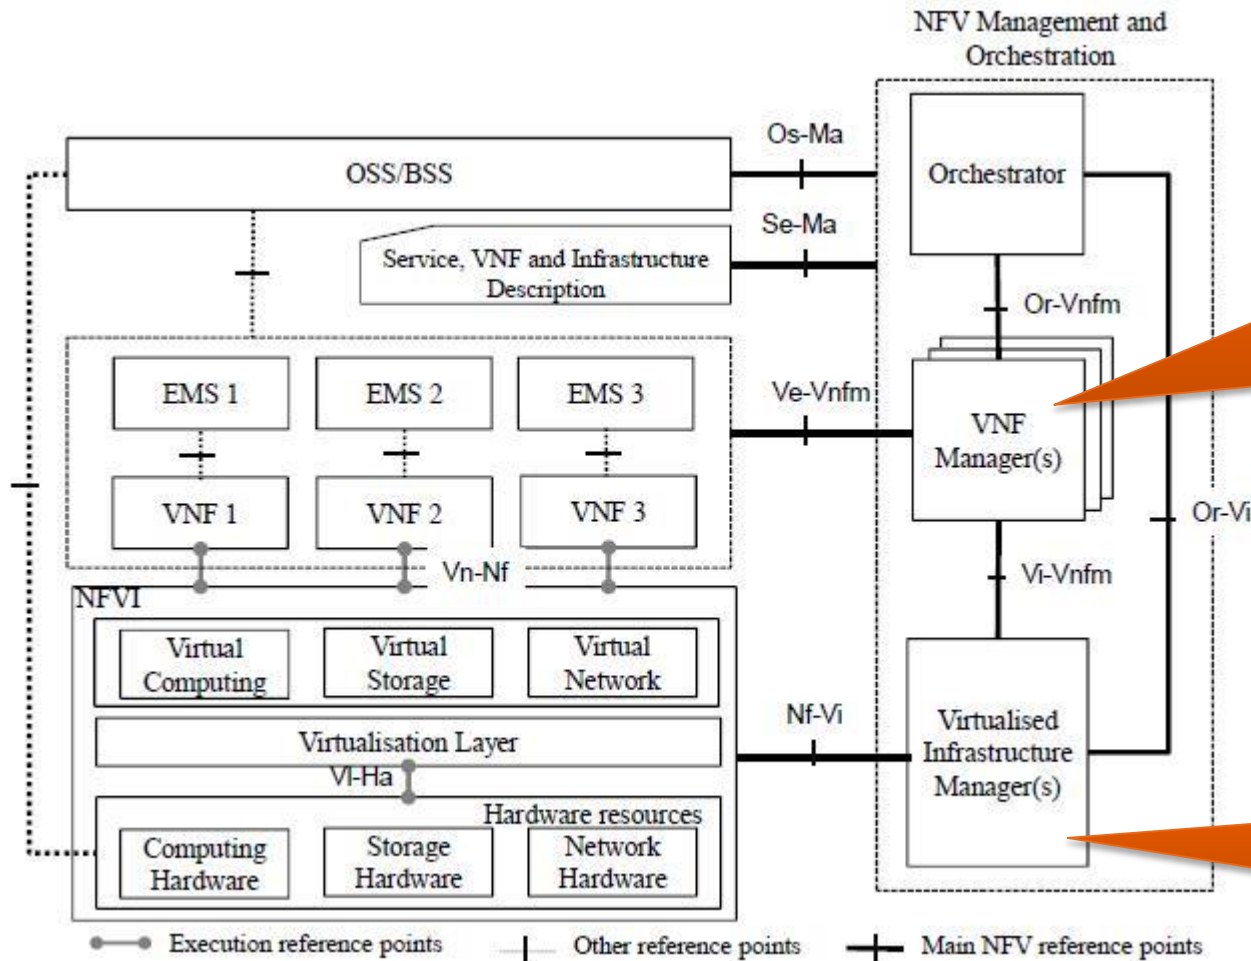 NFV Management and
Orchestration
Os-Ma
OSS/BSS
Orchestrator
Se-Ma
Service, VNF and Infrastructure
Description
Or-Vnfm
EMS 1
EMS 2
EMS 3
Ve-Vnfm
VNF
Manager(s)
VNF 1
VNF 2
VNF 3
Or-Vi
Vn-Nf
Vi-Vnfm
NFVI
Virtual
Computing
Virtual
Storage
Virtual
Network
Nf-Vi
Virtualised
Infrastructure
Manager(s)
Virtualisation Layer
Vl-Ha
Hardware resources
Computing
Hardware
Storage
Hardware
Network
Hardware
Execution reference points
Other reference points
Main NFV reference points